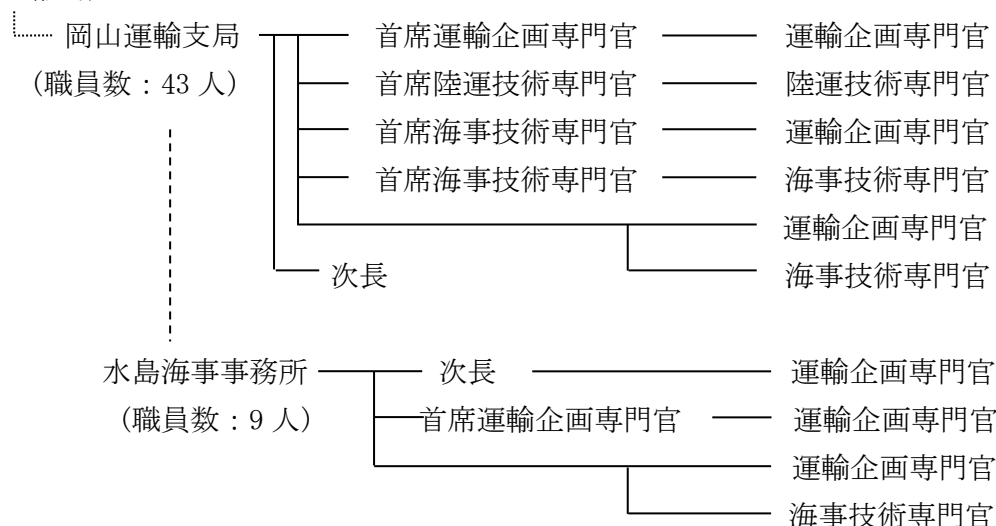 岡山運輸支局 首席運輸企画専門官 運輸企画専門官
(職員数:43 人) 首席陸運技術専門官 陸運技術専門官
首席海事技術専門官 運輸企画専門官
首席海事技術専門官 海事技術専門官
運輸企画専門官
次長 海事技術専門官
水島海事事務所 次長 運輸企画専門官
(職員数:9 人) 首席運輸企画専門官 運輸企画専門官
運輸企画専門官
海事技術専門官